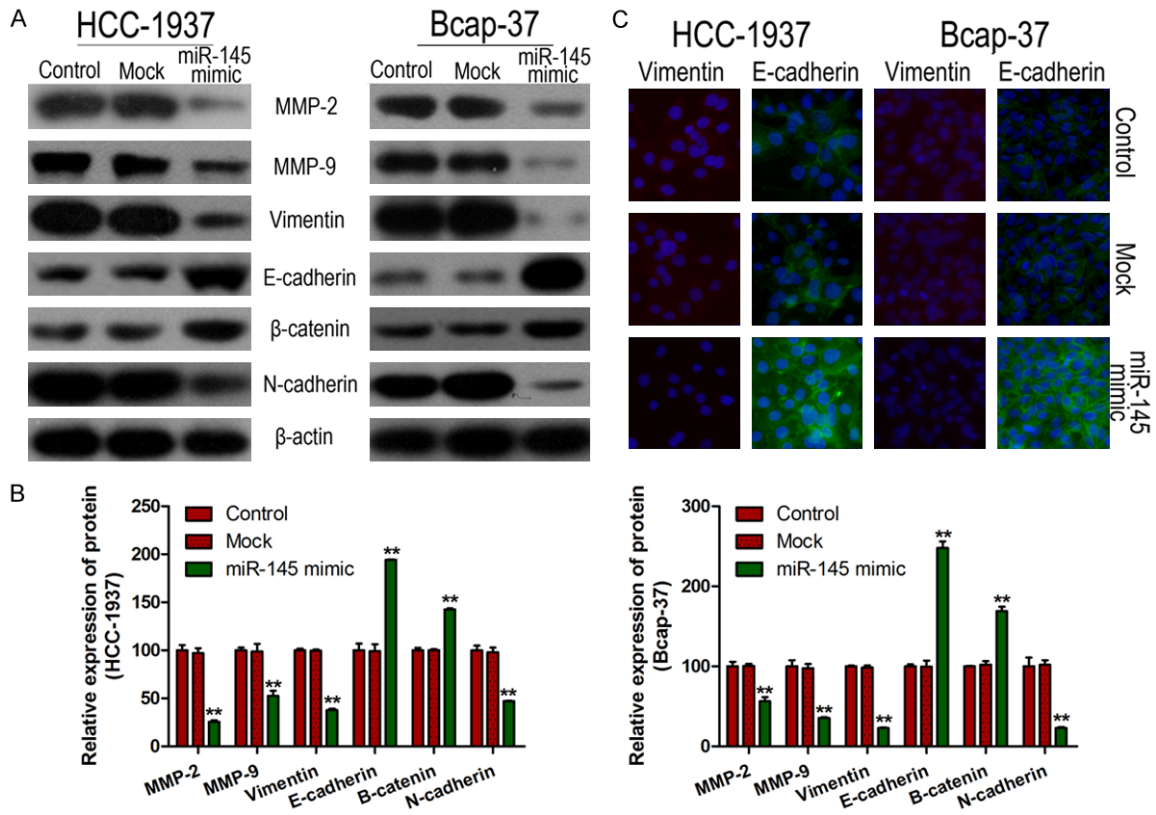 A
HCC-1937
Bcap-37
Control Mock miR-145 mimic
Control Mock miR-145 mimic
MMP-2
MMP-9
Vimentin
E-cadherin
β-catenin
N-cadherin
β-actin
C
HCC-1937 Bcap-37
Vimentin E-cadherin Vimentin E-cadherin
Control
Mock
miR-145 mimic
B
Relative expression of protein
(HCC-1937)
250
200
150
100
50
0
Control
Mock
miR-145 mimic
** ** ** ** ** **
MMP-2 MMP-9 Vimentin E-cadherin B-catenin N-cadherin
Relative expression of protein
(Bcap-37)
300
200
100
0
Control
Mock
miR-145 mimic
** ** ** ** ** **
MMP-2 MMP-9 Vimentin E-cadherin B-catenin N-cadherin